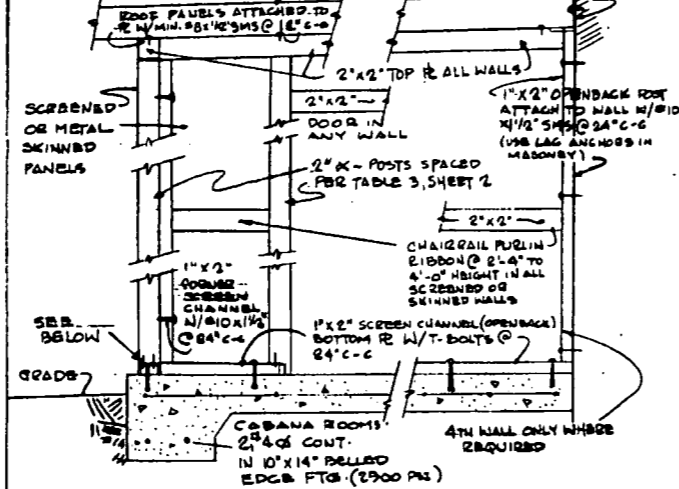 ROOF PANELS ATTACHED TO
PL W/MIN. #8x1/2" SMS @ 12" C-C
2"x2" TOP PL ALL WALLS
SCREENED
OR METAL
SKINNED
PANELS
2"x2"
DOOR IN
ANY WALL
1"x2" OPENBACK POST
ATTACH TO WALL W/#10
x1 1/2" SMS @ 24" C-C
(USE LAG ANCHORS IN
MASONRY)
POSTS SPACED
PER TABLE 3, SHEET 2
2"x2"
CHAIRRAIL PURLIN
RIBBON @ 2'-4" TO
4'-0" HEIGHT IN ALL
SCREENED OR
SKINNED WALLS
1"x2"
CORNER
SCREEN
CHANNEL
W/#10x1 1/2"
@ 24" C-C
SEE
BELOW
1"x2" SCREEN CHANNEL (OPENBACK)
BOTTOM PL W/T-BOLTS @
24" C-C
GRADE
CABANA ROOMS
4Ø CONT.
IN 10"x14" BELLED
EDGE FTG. (2500 PSI)
4TH WALL ONLY WHERE
REQUIRED